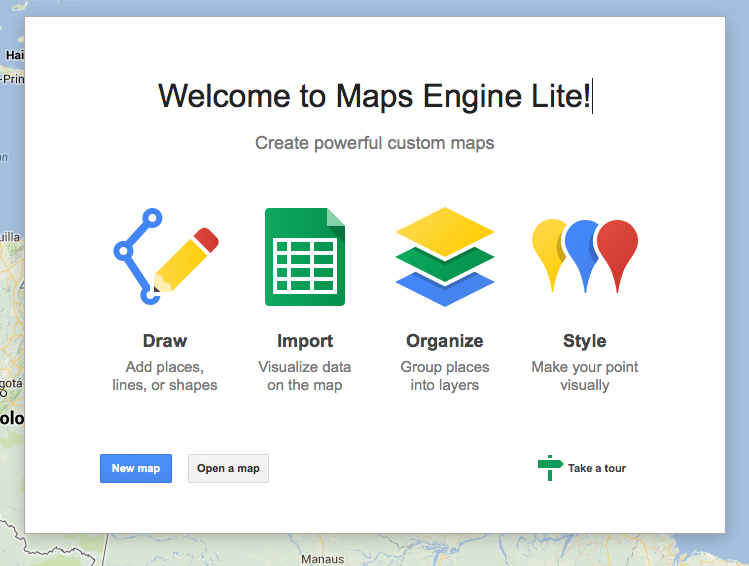 Hai
-Prin
Welcome to Maps Engine Lite!
Create powerful custom maps
an
uilla
Draw
Import
Organize
Style
Add places,
lines, or shapes
Visualize data
on the map
Group places
into layers
Make your point
visually
gotá
olo
New map
Open a map
Take a tour
Manaus